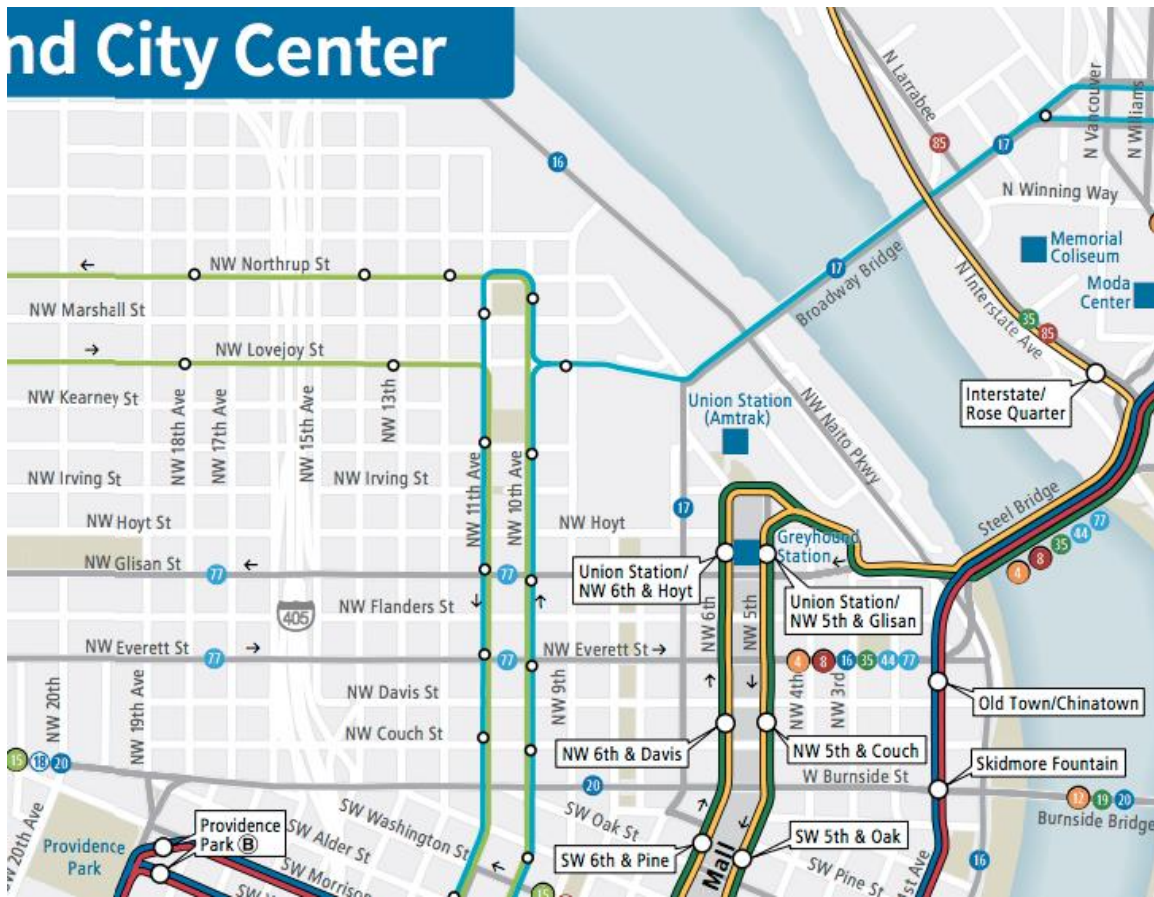 nd City Center
N Larrabee
N Vancouver
N Williams
16
85
17
N Winning Way
Memorial
Coliseum
Moda
Center
NW Northrup St
17
Broadway Bridge
N Interstate Ave
35
85
NW Marshall St
NW Lovejoy St
Interstate/
Rose Quarter
NW Kearney St
NW 18th Ave
NW 17th Ave
NW 15th Ave
NW 13th
Union Station
(Amtrak)
NW Naito Pkwy
NW Irving St
NW Irving St
NW 11th Ave
NW 10th Ave
Steel Bridge
17
NW Hoyt St
NW Hoyt
4
8
35
44
77
Greyhound
Station
NW Glisan St
77
77
Union Station/
NW 6th & Hoyt
Union Station/
NW 5th & Glisan
405
NW Flanders St
NW 6th
NW 5th
NW Everett St
77
77
NW Everett St
4
8
16
35
44
77
NW 20th
NW 19th Ave
NW Davis St
NW 9th
NW 4th
NW 3rd
Old Town/Chinatown
NW Couch St
NW 6th & Davis
NW 5th & Couch
15
18
20
20
W Burnside St
Skidmore Fountain
12
19
20
Burnside Bridge
SW 20th Ave
Providence
Park
Providence
Park B
SW Alder St
SW Washington St
SW Morrison
SW Oak St
SW 6th & Pine
SW 5th & Oak
Mall
SW Pine St
1st Ave
16
15